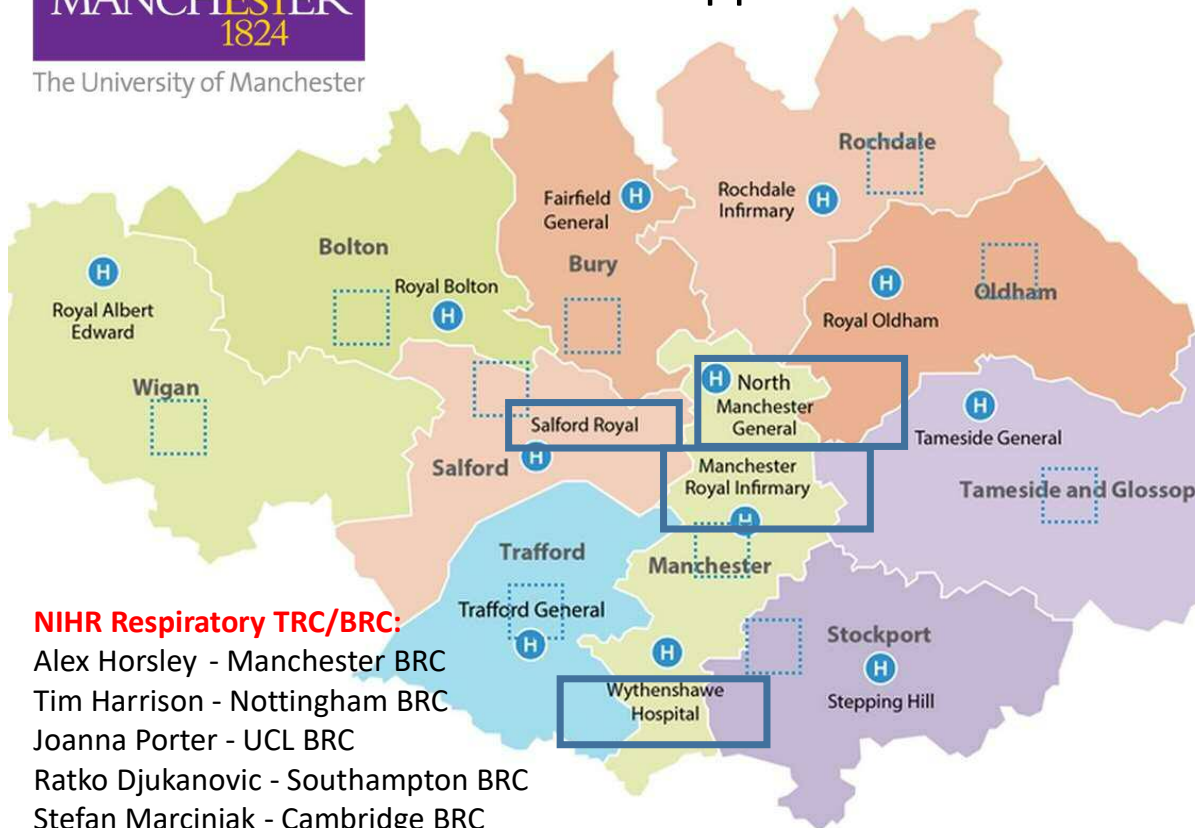 MANCHESTER
1824
The University of Manchester
Rochdale
Fairfield
General
H
Rochdale
Infirmary
H
Bolton
Bury
H
Royal Albert
Edward
Royal Bolton
H
H
Royal Oldham
Oldham
Wigan
H North
Manchester
General
H
Tameside General
Salford Royal
Salford
H
Manchester
Royal Infirmary
H
Tameside and Glossop
Trafford
Manchester
Trafford General
H
H
Wythenshawe
Hospital
Stockport
H
Stepping Hill
NIHR Respiratory TRC/BRC:
Alex Horsley - Manchester BRC
Tim Harrison - Nottingham BRC
Joanna Porter - UCL BRC
Ratko Djukanovic - Southampton BRC
Stefan Marciniak - Cambridge BRC